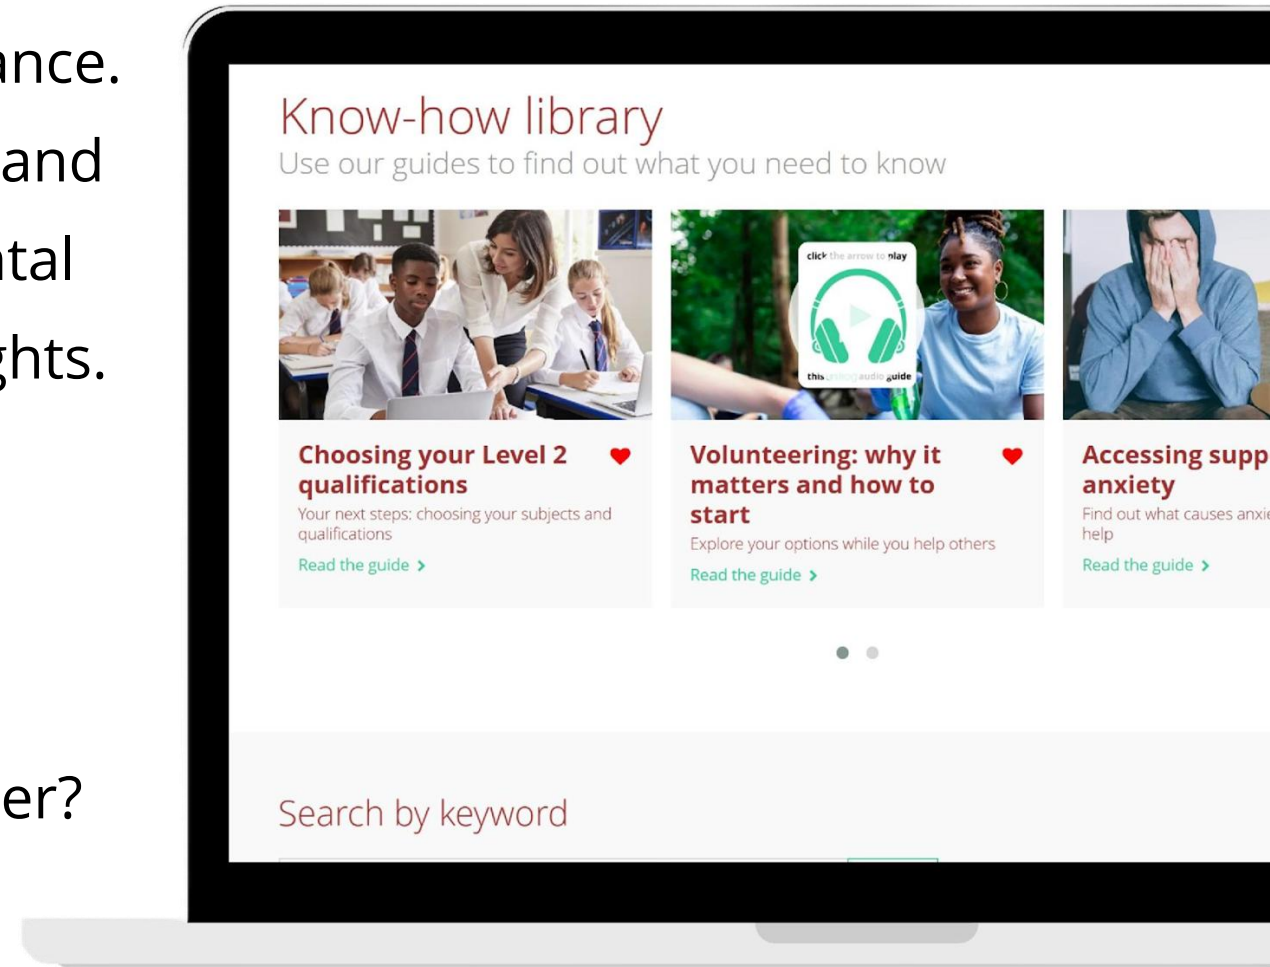 ance.
and
ntal
ghts.
er?
Know-how library
Use our guides to find out what you need to know
Choosing your Level 2
qualifications
Your next steps: choosing your subjects and
qualifications
Read the guide
click the arrow to play
this audio guide
Volunteering: why it
matters and how to
start
Explore your options while you help others
Read the guide
Accessing supp
anxiety
Find out what causes anxie
help
Read the guide
Search by keyword